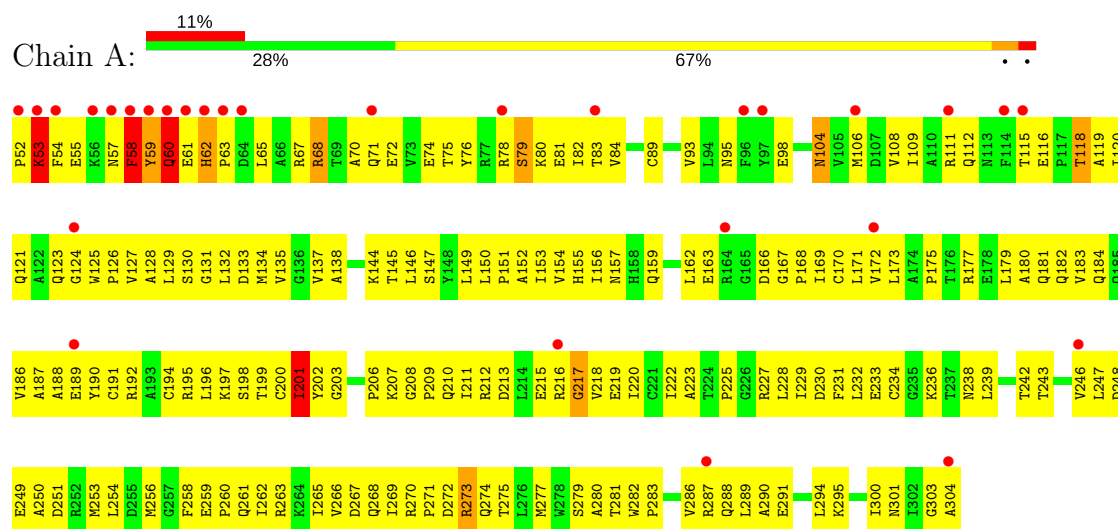 11%
Chain A:
28% 67% • •
P52 K53 F54 E55 K56 N57 F58 Y59 Q60 E61 H62 P63 D64 L65 A66 R67 R68 T69 A70 Q71 E72 V73 E74 T75 Y76 R77 R78 S79 K80 E81 I82 T83 V84 C89 V93 L94 N95 F96 Y97 E98 N104 V105 M106 D107 V108 I109 A110 R111 Q112 N113 F114 T115 E116 P117 T118 A119 I120
Q121 A122 Q123 G124 W125 P126 V127 A128 L129 S130 G131 L132 D133 M134 V135 G136 V137 A138 K144 T145 L146 S147 Y148 L149 L150 P151 A152 I153 V154 H155 I156 N157 H158 Q159 L162 E163 R164 G165 D166 G167 P168 I169 C170 L171 V172 L173 A174 P175 T176 R177 E178 L179 A180 Q181 Q182 V183 Q184 Q185
V186 A187 A188 E189 Y190 C191 R192 A193 C194 R195 L196 K197 S198 T199 C200 I201 Y202 G203 P206 K207 G208 P209 Q210 I211 R212 D213 L214 E215 R216 G217 V218 E219 I220 C221 I222 A223 T224 P225 G226 R227 L228 I229 D230 F231 L232 E233 C234 G235 K236 T237 N238 L239 T242 T243 V246 L247 D248
E249 A250 D251 R252 M253 L254 D255 M256 G257 F258 E259 P260 Q261 I262 R263 K264 I265 V266 D267 Q268 I269 R270 P271 D272 R273 Q274 T275 L276 M277 W278 S279 A280 T281 W282 P283 V286 R287 Q288 L289 A290 E291 L294 K295 I300 N301 I302 G303 A304